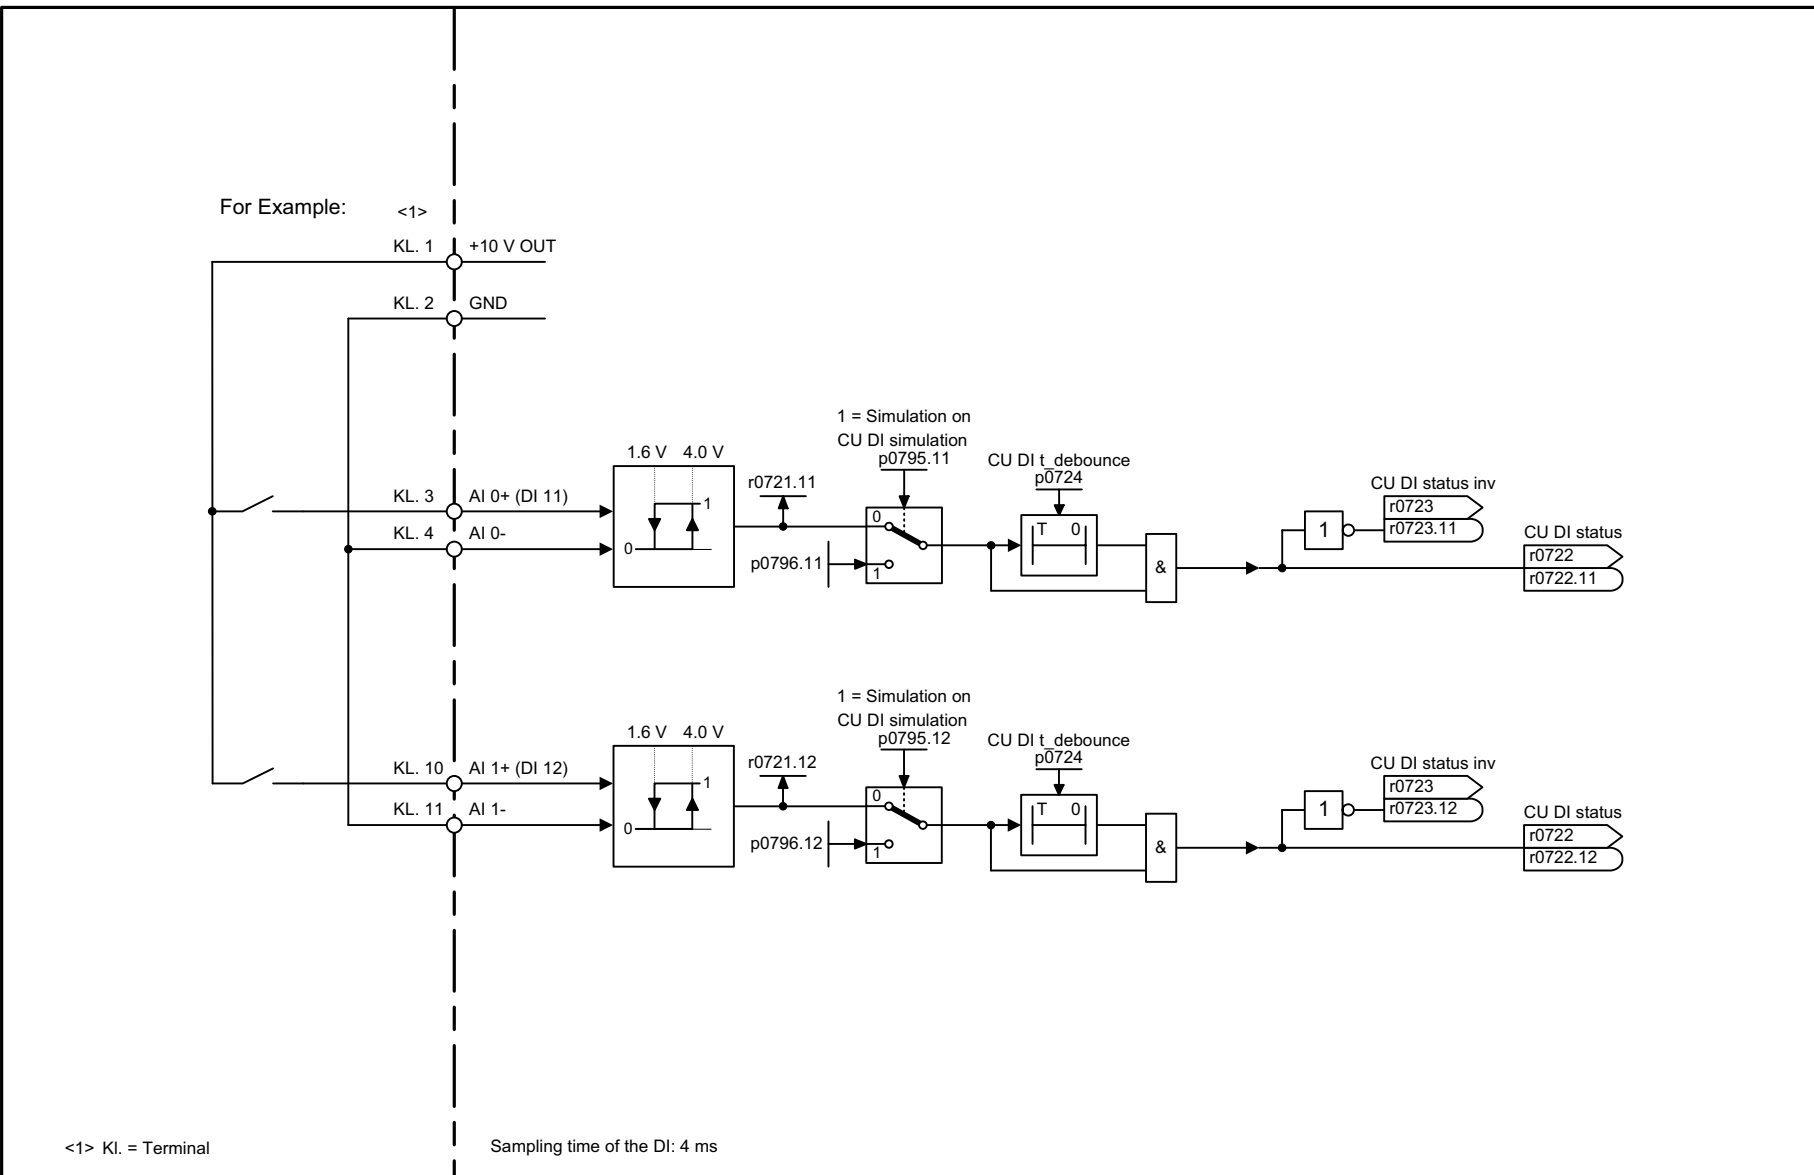 For Example:
<1>
KL. 1
+10 V OUT
KL. 2
GND
1 = Simulation on
CU DI simulation
p0795.11
1.6 V
4.0 V
CU DI t_debounce
p0724
r0721.11
CU DI status inv
r0723
r0723.11
KL. 3
AI 0+ (DI 11)
1
0
T
0
1
CU DI status
r0722
r0722.11
KL. 4
AI 0-
0
p0796.11
1
&
1 = Simulation on
CU DI simulation
p0795.12
1.6 V
4.0 V
CU DI t_debounce
p0724
r0721.12
CU DI status inv
r0723
r0723.12
KL. 10
AI 1+ (DI 12)
1
0
T
0
1
CU DI status
r0722
r0722.12
KL. 11
AI 1-
0
p0796.12
1
&
<1> Kl. = Terminal
Sampling time of the DI: 4 ms